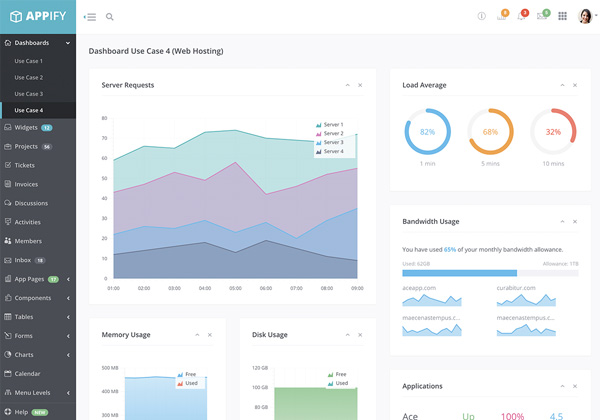 APPIFY
Dashboards
Use Case 1
Use Case 2
Use Case 3
Use Case 4
Widgets 12
Projects 56
Tickets
Invoices
Discussions
Activities
Members
Inbox 18
App Pages 17
Components
Tables
Forms
Charts
Calendar
Menu Levels
Help NEW
Dashboard Use Case 4 (Web Hosting)
Server Requests
Server 1
Server 2
Server 3
Server 4
80
70
60
50
40
30
20
10
0
01:00 02:00 03:00 04:00 05:00 06:00 07:00 08:00 09:00
Load Average
82% 68% 32%
1 min 5 mins 10 mins
Bandwidth Usage
You have used 65% of your monthly bandwidth allowance.
Used: 62GB Allowance: 1TB
aceapp.com curabitur.com
maecenastempus.c... maecenastempus.c...
Memory Usage
500 MB
400 MB
300 MB
Free
Used
Disk Usage
120 GB
100 GB
80 GB
Free
Used
Applications
Ace Up 100% 4.5